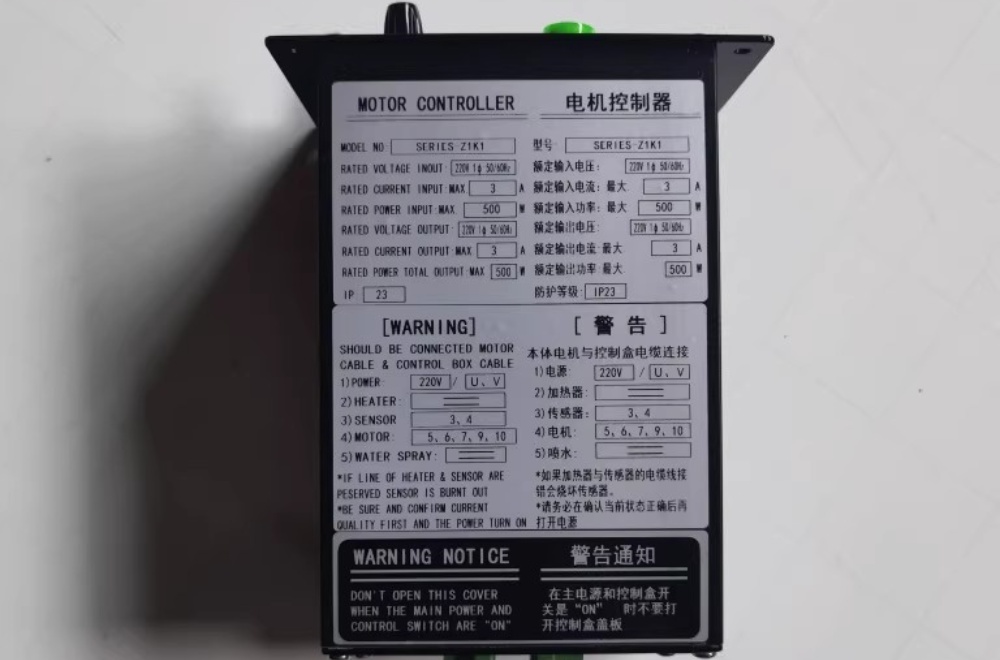 MOTOR CONTROLLER
MODEL NO SERIES-Z1K1
RATED VOLTAGE INOUT: 220V 1ϕ 50/60Hz
RATED CURRENT INPUT:MAX 3 A
RATED POWER INPUT:MAX. 500 W
RATED VOLTAGE OUTPUT: 220V 1ϕ 50/60Hz
RATED CURRENT OUTPUT:MAX 3 A
RATED POWER TOTAL OUTPUT:MAX 500 W
IP: 23
电机控制器
型号: SERIES-Z1K1
额定输入电压: 220V 1ϕ 50/60Hz
额定输入电流: 最大. 3 A
额定输入功率: 最大 500 W
额定输出电压: 220V 1ϕ 50/60Hz
额定输出电流:最大 3 A
额定输出功率:最大. 500 W
防护等级: IP23
[WARNING]
SHOULD BE CONNECTED MOTOR
CABLE & CONTROL BOX CABLE
1)POWER: 220V / U、V
2)HEATER:
3)SENSOR 3、4
4)MOTOR: 5、6、7、9、10
5)WATER SPRAY:
*IF LINE OF HEATER & SENSOR ARE
PESERVED SENSOR IS BURNT OUT
*BE SURE AND CONFIRM CURRENT
QUALITY FIRST AND THE POWER TURN ON
[警告]
本体电机与控制盒电缆连接
1)电源: 220V / U、V
2)加热器:
3)传感器: 3、4
4)电机: 5、6、7、9、10
5)喷水:
*如果加热器与传感器的电缆线接
错会烧坏传感器。
*请务必在确认当前状态正确后再
打开电源
WARNING NOTICE
DON'T OPEN THIS COVER
WHEN THE MAIN POWER AND
CONTROL SWITCH ARE "ON"
警告通知
在主电源和控制盒开
关是“ON” 时不要打
开控制盒盖板